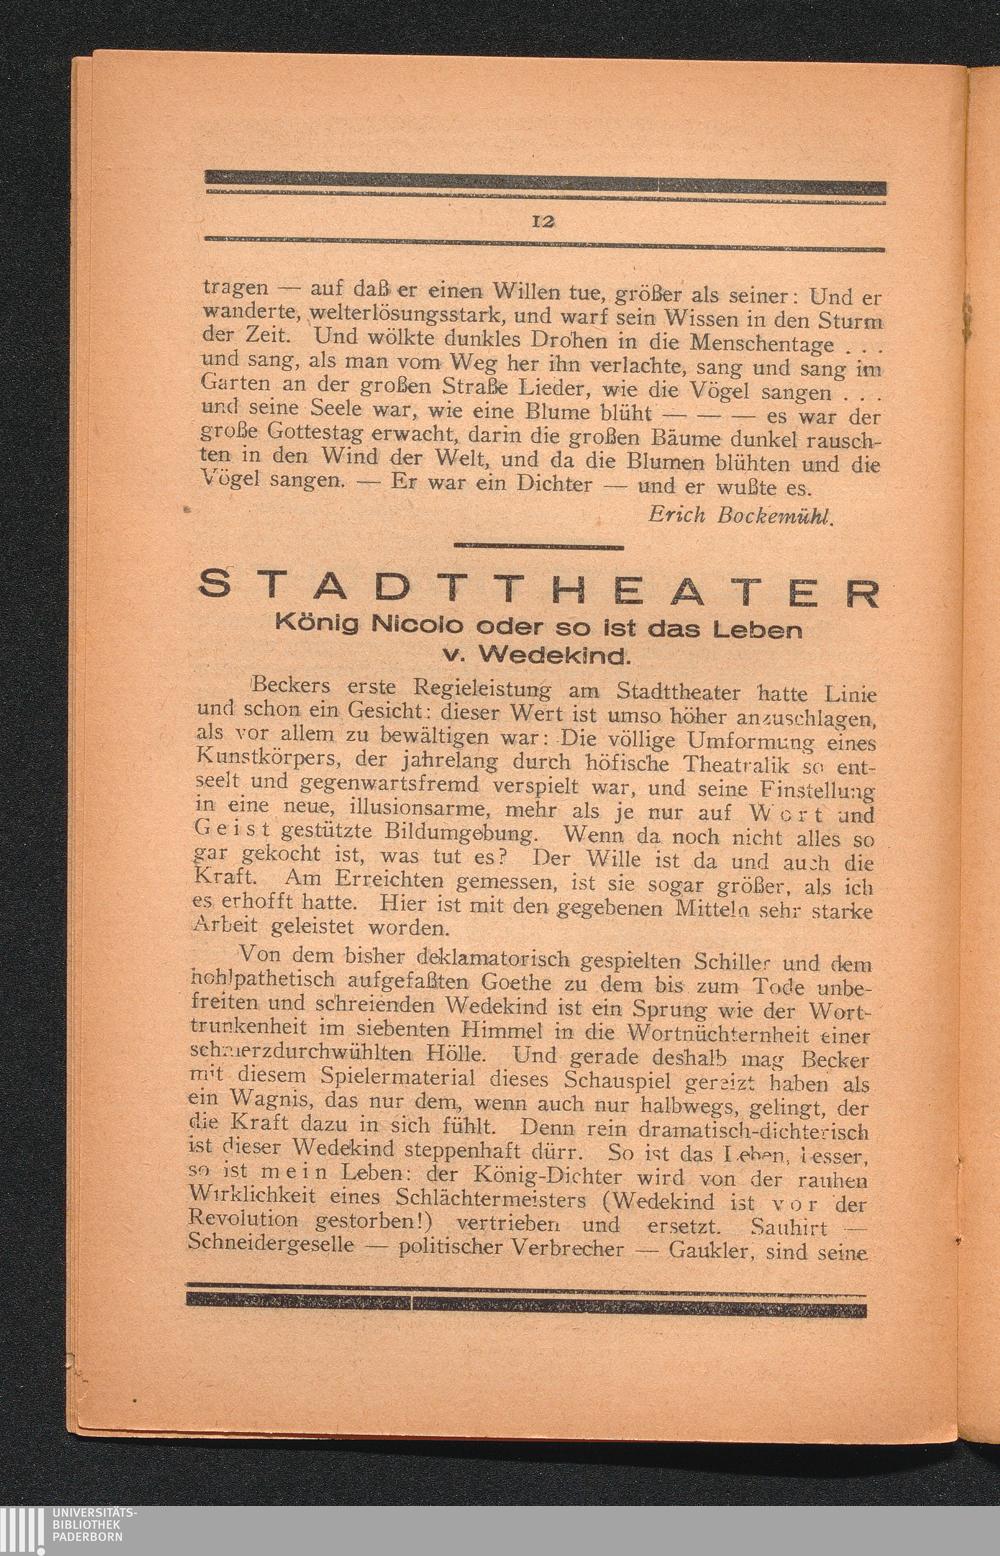 12
tragen — auf daß er einen Willen tue, größer als seiner: Und er
wanderte, welterlösungsstark, und warf sein Wissen in den Sturm
der Zeit. Und wölkte dunkles Drohen in die Menschentage . . .
und sang, als man vom Weg her ihn verlachte, sang und sang im
Garten an der großen Straße Lieder, wie die Vögel sangen . . .
und seine Seele war, wie eine Blume blüht — — — es war der
große Gottestag erwacht, darin die großen Bäume dunkel rausch-
ten in den Wind der Welt, und da die Blumen blühten und die
Vögel sangen. — Er war ein Dichter — und er wußte es.
Erich Bockemühl.
STADTTHEATER
König Nicolo oder so ist das Leben
v. Wedekind.
Beckers erste Regieleistung am Stadttheater hatte Linie
und schon ein Gesicht: dieser Wert ist umso höher anzuschlagen,
als vor allem zu bewältigen war: Die völlige Umformung eines
Kunstkörpers, der jahrelang durch höfische Theatralik so ent-
seelt und gegenwartsfremd verspielt war, und seine Einstellung
in eine neue, illusionsarme, mehr als je nur auf Wort und
Geist gestützte Bildumgebung. Wenn da noch nicht alles so
gar gekocht ist, was tut es? Der Wille ist da und auch die
Kraft. Am Erreichten gemessen, ist sie sogar größer, als ich
es erhofft hatte. Hier ist mit den gegebenen Mitteln sehr starke
Arbeit geleistet worden.
Von dem bisher deklamatorisch gespielten Schiller und dem
hohlpathetisch aufgefaßten Goethe zu dem bis zum Tode unbe-
freiten und schreienden Wedekind ist ein Sprung wie der Wort-
trunkenheit im siebenten Himmel in die Wortnüchternheit einer
schmerzdurchwühlten Hölle. Und gerade deshalb mag Becker
mit diesem Spielermaterial dieses Schauspiel gereizt haben als
ein Wagnis, das nur dem, wenn auch nur halbwegs, gelingt, der
die Kraft dazu in sich fühlt. Denn rein dramatisch-dichterisch
ist dieser Wedekind steppenhaft dürr. So ist das Leben, besser,
so ist mein Leben: der König-Dichter wird von der rauhen
Wirklichkeit eines Schlächtermeisters (Wedekind ist vor der
Revolution gestorben!) vertrieben und ersetzt. Sauhirt —
Schneidergeselle — politischer Verbrecher — Gaukler, sind seine
UNIVERSITÄTS-
BIBLIOTHEK
PADERBORN